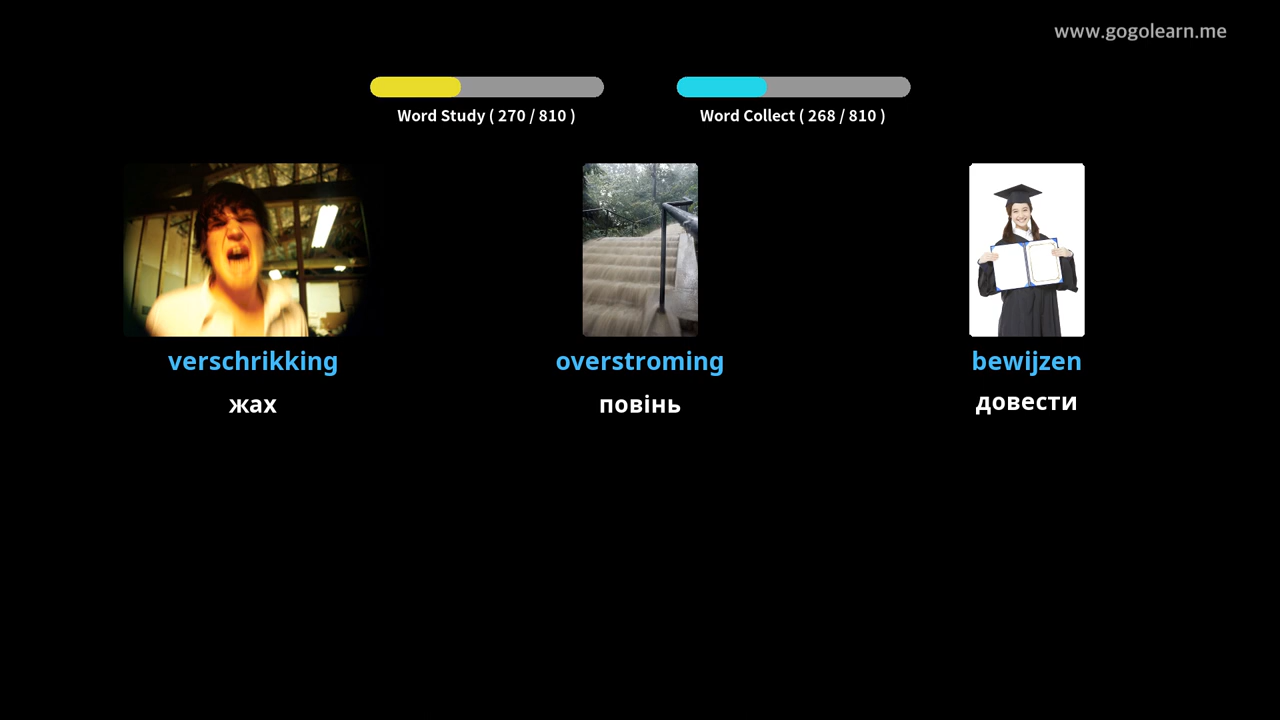 www.gogolearn.me
Word Study ( 270 / 810 )
Word Collect ( 268 / 810 )
verschrikking
overstroming
bewijzen
жах
повінь
довести